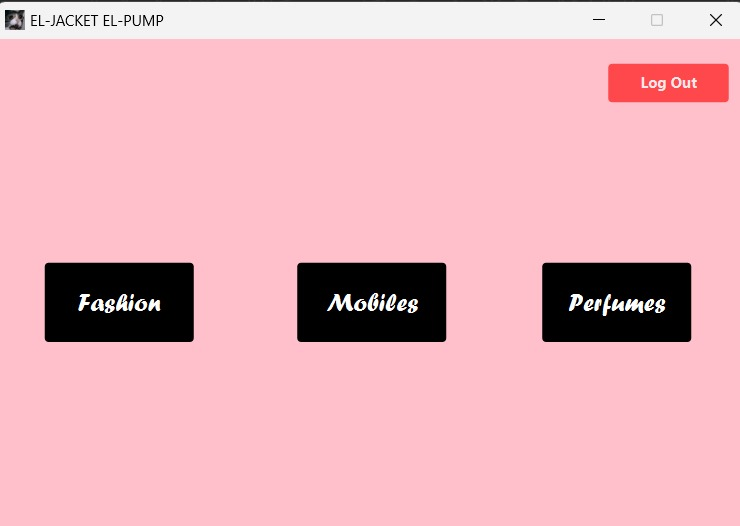 EL-JACKET EL-PUMP
Log Out
Fashion
Mobiles
Perfumes